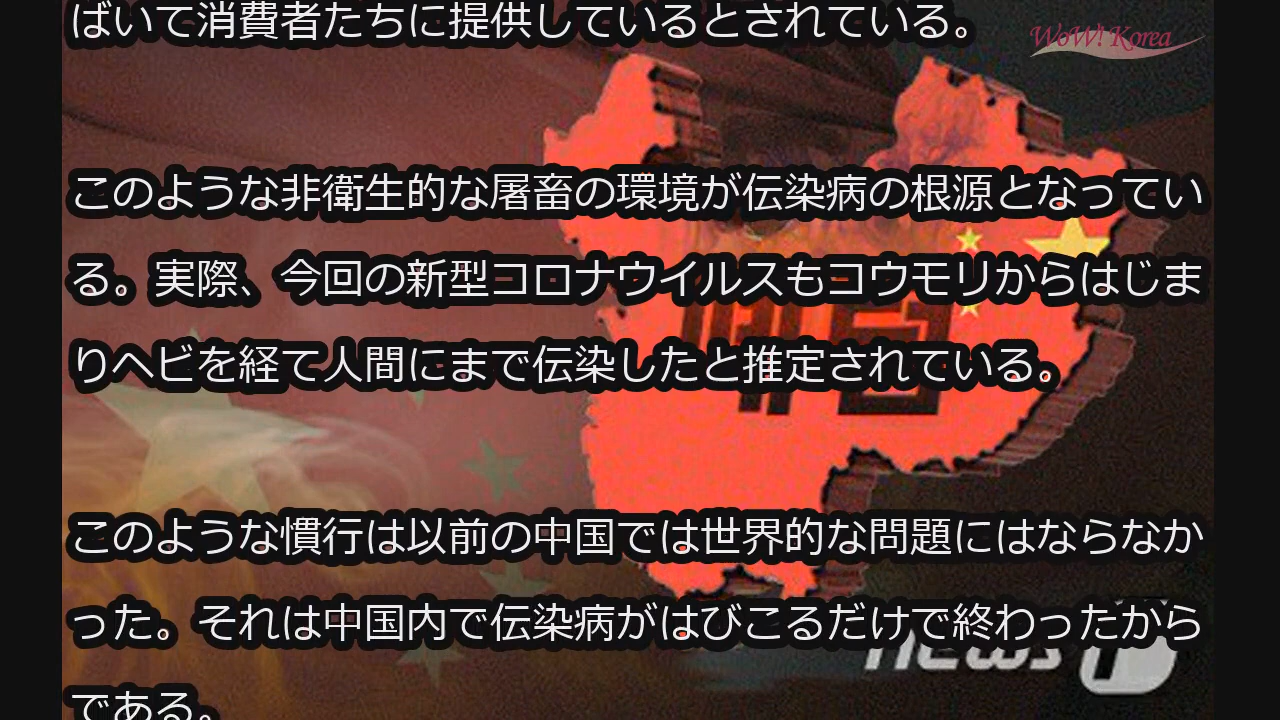 ばいて消費者たちに提供しているとされている。
WoW! Korea
このような非衛生的な屠畜の環境が伝染病の根源となってい
る。実際、今回の新型コロナウイルスもコウモリからはじま
りヘビを経て人間にまで伝染したと推定されている。
このような慣行は以前の中国では世界的な問題にはならなか
った。それは中国内で伝染病がはびこるだけで終わったから
news1
である。